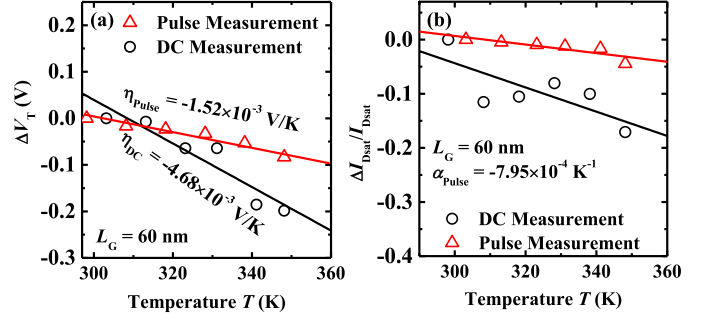 (a)
Pulse Measurement
DC Measurement
η_Pulse = -1.52×10⁻³ V/K
η_DC = -4.68×10⁻³ V/K
L_G = 60 nm
ΔV_T (V)
0.2
0.1
0.0
-0.1
-0.2
-0.3
300 320 340 360
Temperature T (K)
(b)
L_G = 60 nm
α_Pulse = -7.95×10⁻⁴ K⁻¹
DC Measurement
Pulse Measurement
ΔI_Dsat/I_Dsat
0.0
-0.1
-0.2
-0.3
-0.4
300 320 340 360
Temperature T (K)